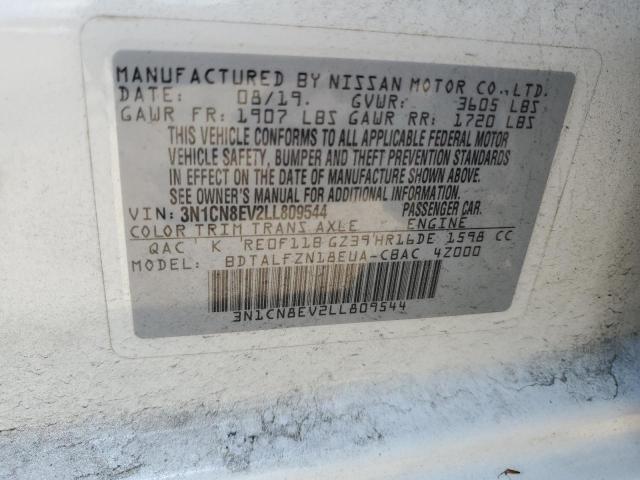 MANUFACTURED BY NISSAN MOTOR CO., LTD.
DATE: 08/19. GVWR: 3605 LBS
GAWR FR: 1907 LBS GAWR RR: 1720 LBS
THIS VEHICLE CONFORMS TO ALL APPLICABLE FEDERAL MOTOR
VEHICLE SAFETY, BUMPER AND THEFT PREVENTION STANDARDS
IN EFFECT ON THE DATE OF MANUFACTURE SHOWN ABOVE.
SEE OWNER'S MANUAL FOR ADDITIONAL INFORMATION.
VIN: 3N1CN8EV2LL809544 PASSENGER CAR.
COLOR TRIM TRANS AXLE ENGINE
QAC K RE0F11B GZ39 HR16DE 1598 CC
MODEL BDTALFZN18EUA-CBAC 4Z000
3N1CN8EV2LL809544